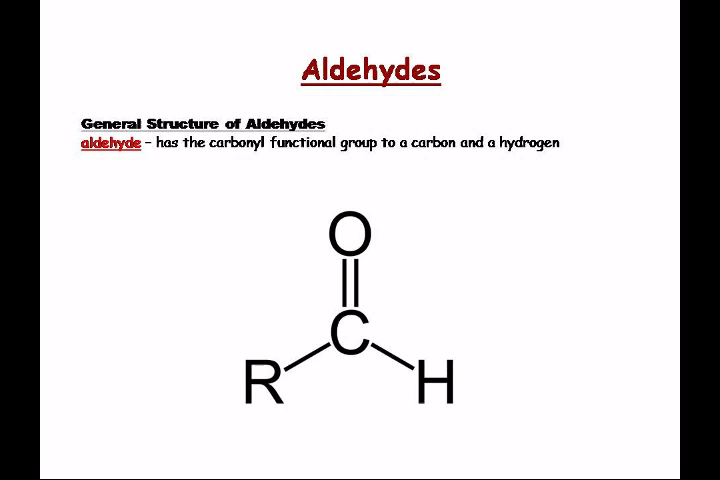 Aldehydes
General Structure of Aldehydes
aldehyde – has the carbonyl functional group to a carbon and a hydrogen
O
C
R H